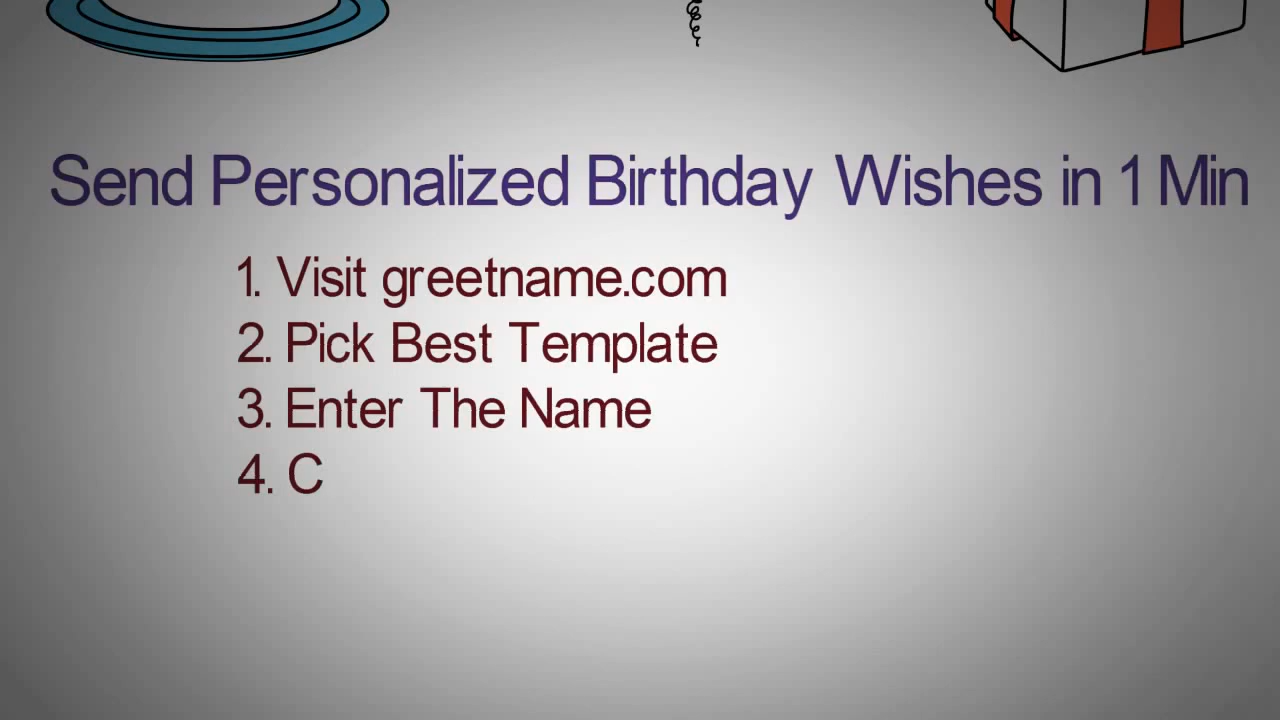 Send Personalized Birthday Wishes in 1 Min
1. Visit greetname.com
2. Pick Best Template
3. Enter The Name
4. C